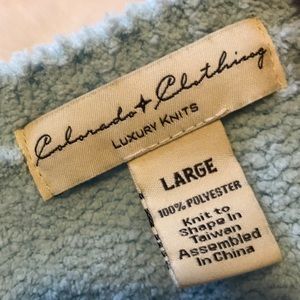 Colorado Clothing
LUXURY KNITS
LARGE
100% POLYESTER
Knit to
Shape In
Taiwan
Assembled
In China